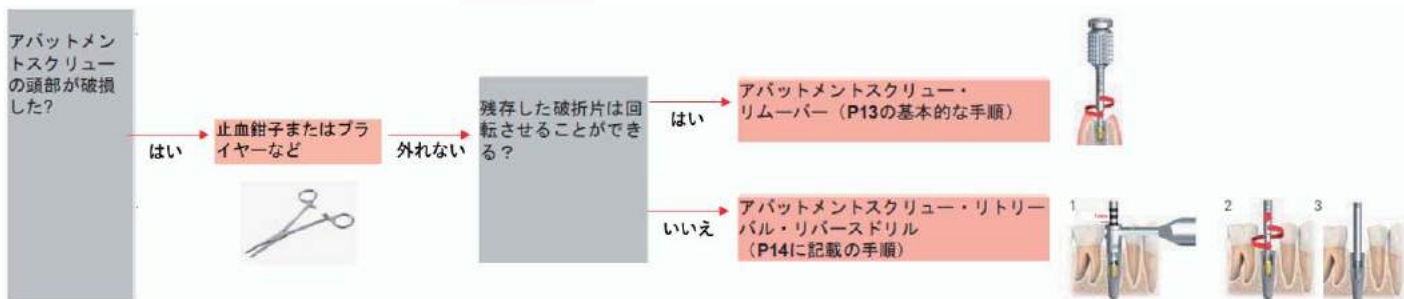 アバットメン
トスクリュー
の頭部が破損
した?
はい
止血鉗子またはプラ
イヤーなど
外れない
残存した破折片は回
転させることができ
る？
はい
アバットメントスクリュー・
リムーバー（P13の基本的な手順）
いいえ
アバットメントスクリュー・リトリー
バル・リバースドリル
（P14に記載の手順）
1
2
3